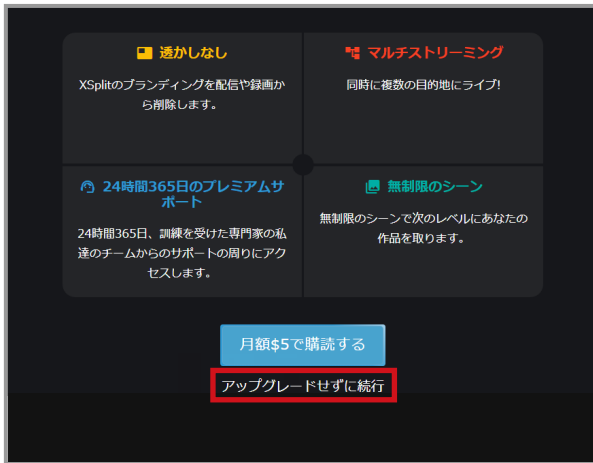 透かしなし
XSplitのブランディングを配信や録画か
ら削除します。
マルチストリーミング
同時に複数の目的地にライブ!
24時間365日のプレミアムサ
ポート
24時間365日、訓練を受けた専門家の私
達のチームからのサポートの周りにアク
セスします。
無制限のシーン
無制限のシーンで次のレベルにあなたの
作品を取ります。
月額$5で購読する
アップグレードせずに続行